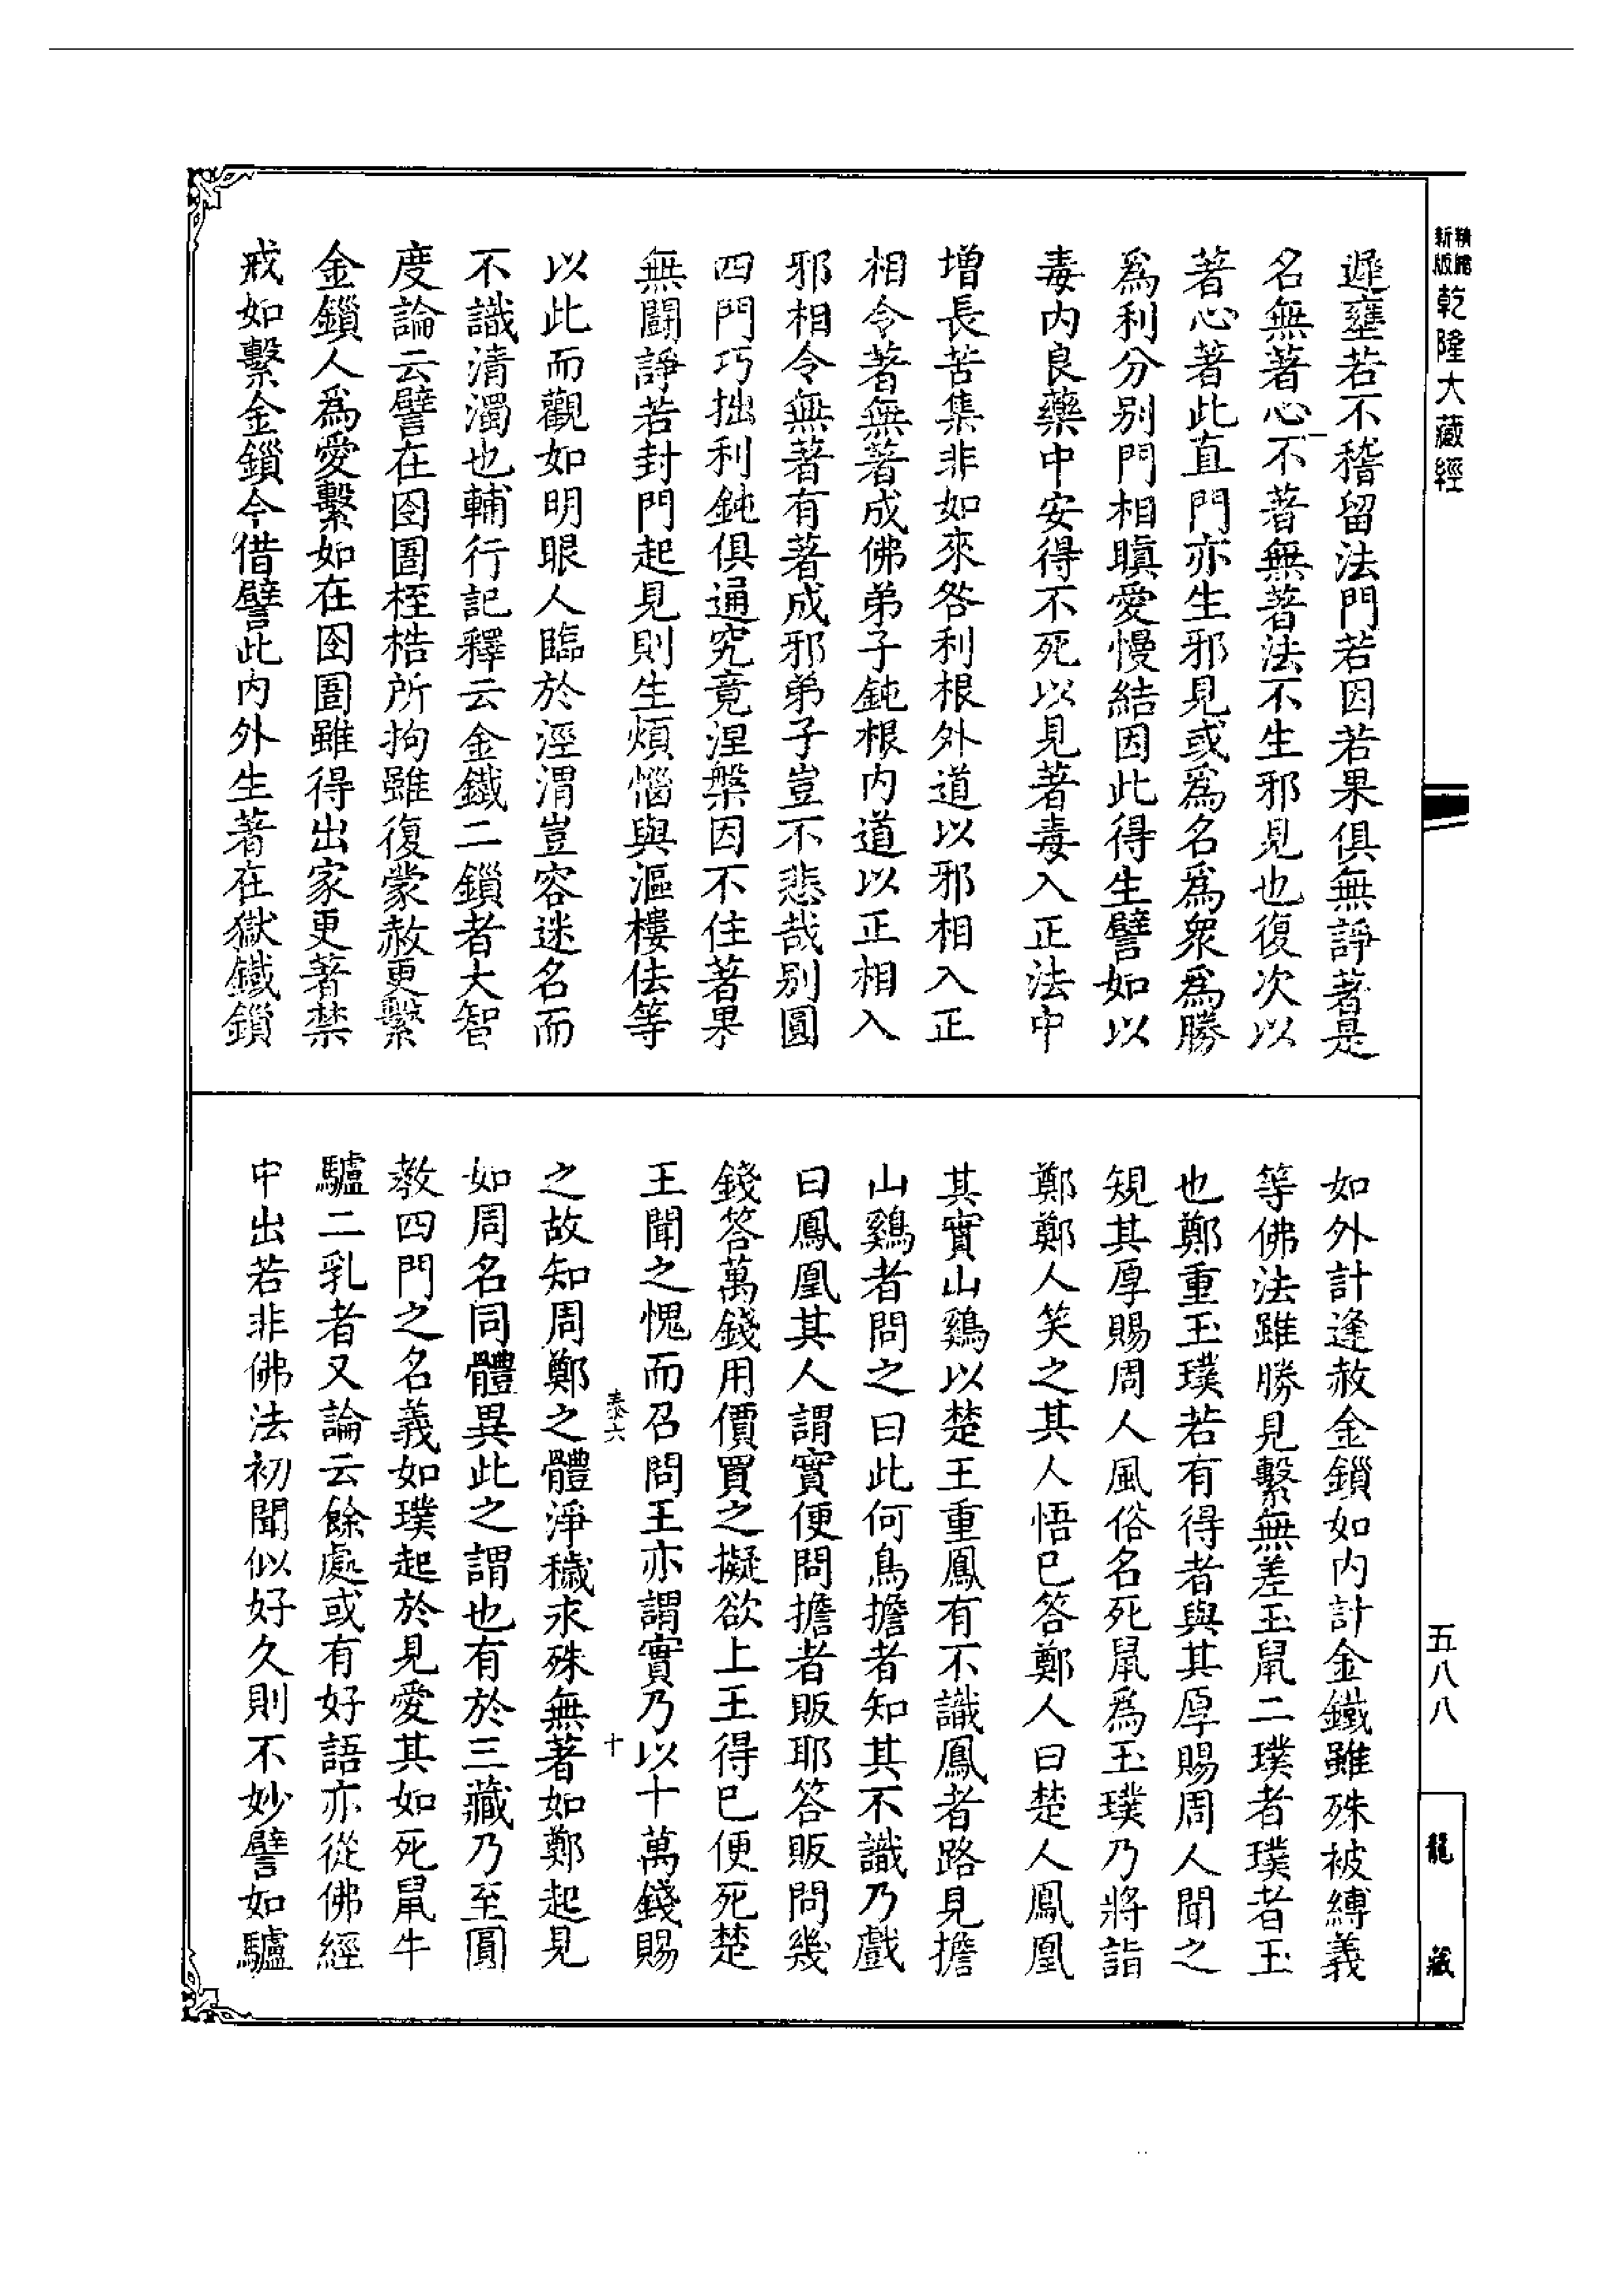 精縮
新版
乾隆大藏經
五八八
龍藏
遲壅若不稽留法門若因若果俱無諍著是
名無著心不著無著法不生邪見也復次以
著心著此直門亦生邪見或爲名爲衆爲勝
爲利分别門相瞋愛慢結因此得生譬如以
毒内良藥中安得不死以見著毒入正法中
增長苦集非如來咎利根外道以邪相入正
相令著無著成佛弟子鈍根内道以正相入
邪相令無著有著成邪弟子豈不悲哉别圓
四門巧拙利鈍俱通究竟涅槃因不住著果
無鬬諍若封門起見則生煩惱與漚樓佉等
以此而觀如明眼人臨於涇渭豈容迷名而
不識清濁也輔行記釋云金鐵二鎖者大智
度論云譬在囹圄桎梏所拘雖復蒙赦更繫
金鎖人爲愛繫如在囹圄雖得出家更著禁
戒如繫金鎖今借譬此内外生著在獄鐵鎖
如外計逢赦金鎖如内計金鐵雖殊被縛義
等佛法雖勝見繫無差玉鼠二璞者璞者玉
也鄭重玉璞若有得者與其厚賜周人聞之
規其厚賜周人風俗名死鼠爲玉璞乃將詣
鄭鄭人笑之其人悟已答鄭人曰楚人鳳凰
其實山鷄以楚王重鳳有不識鳳者路見擔
山鷄者問之曰此何鳥擔者知其不識乃戲
曰鳳凰其人謂實便問擔者販耶答販問幾
錢答萬錢用價買之擬欲上王得已便死楚
王聞之愧而召問王亦謂實乃以十萬錢賜
泰六 十
之故知周鄭之體淨穢永殊無著如鄭起見
如周名同體異此之謂也有於三藏乃至圓
教四門之名義如璞起於見愛其如死鼠牛
驢二乳者又論云餘處或有好語亦從佛經
中出若非佛法初聞似好久則不妙譬如驢